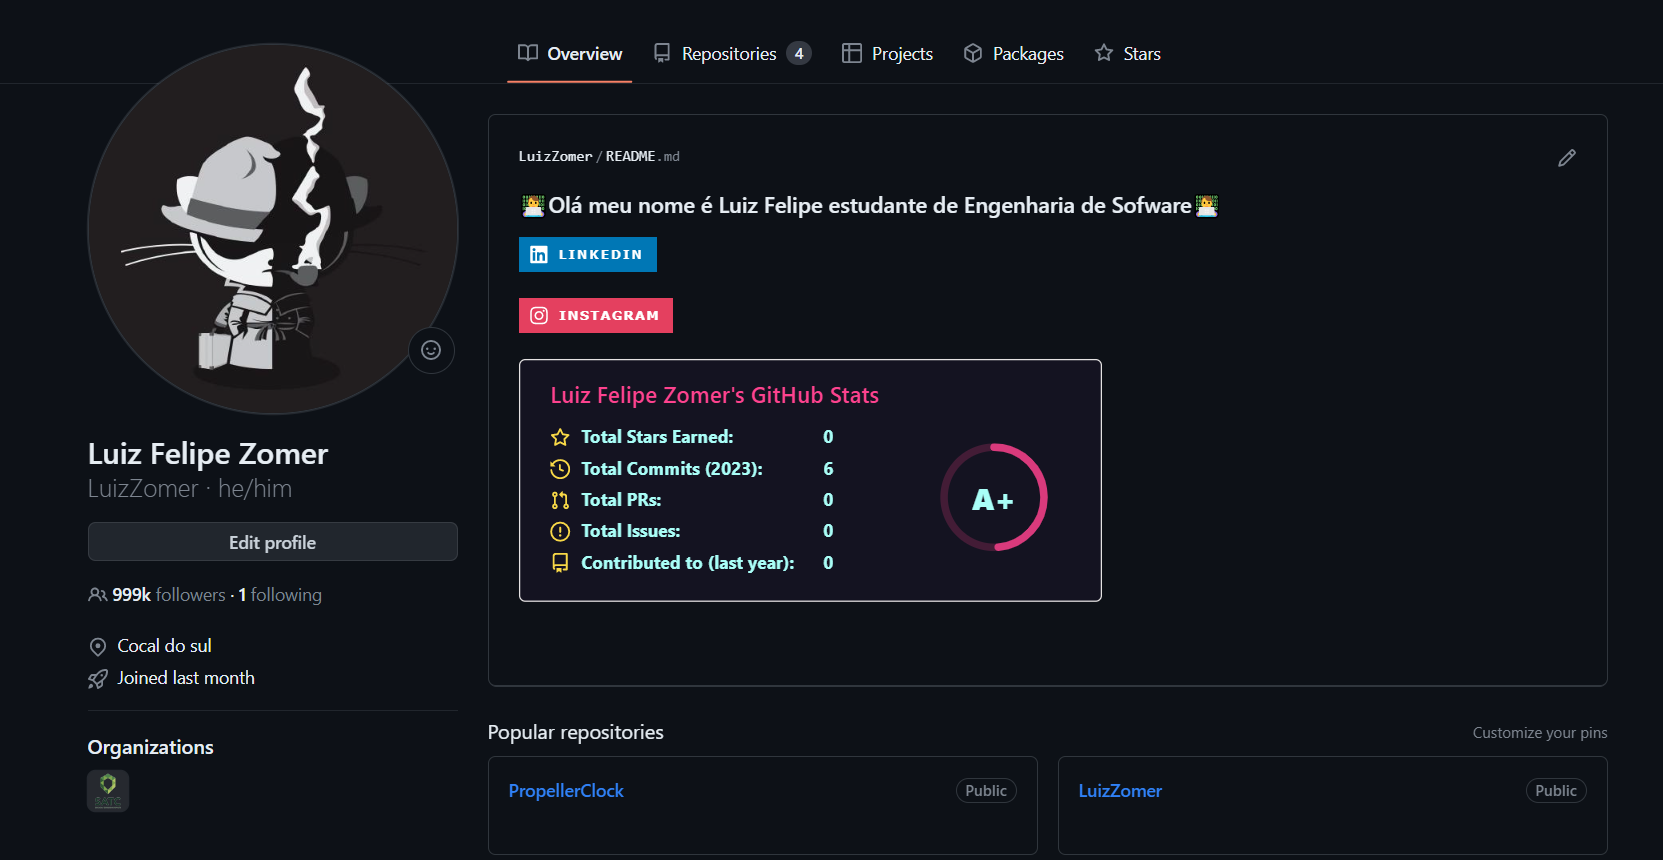 Overview Repositories 4 Projects Packages Stars
LuizZomer/README.md
Olá meu nome é Luiz Felipe estudante de Engenharia de Sofware
LINKEDIN
INSTAGRAM
Luiz Felipe Zomer's GitHub Stats
Total Stars Earned: 0
Total Commits (2023): 6
Total PRs: 0
Total Issues: 0
Contributed to (last year): 0
A+
Luiz Felipe Zomer
LuizZomer · he/him
Edit profile
999k followers · 1 following
Cocal do sul
Joined last month
Organizations
SATC
Popular repositories Customize your pins
PropellerClock Public
LuizZomer Public